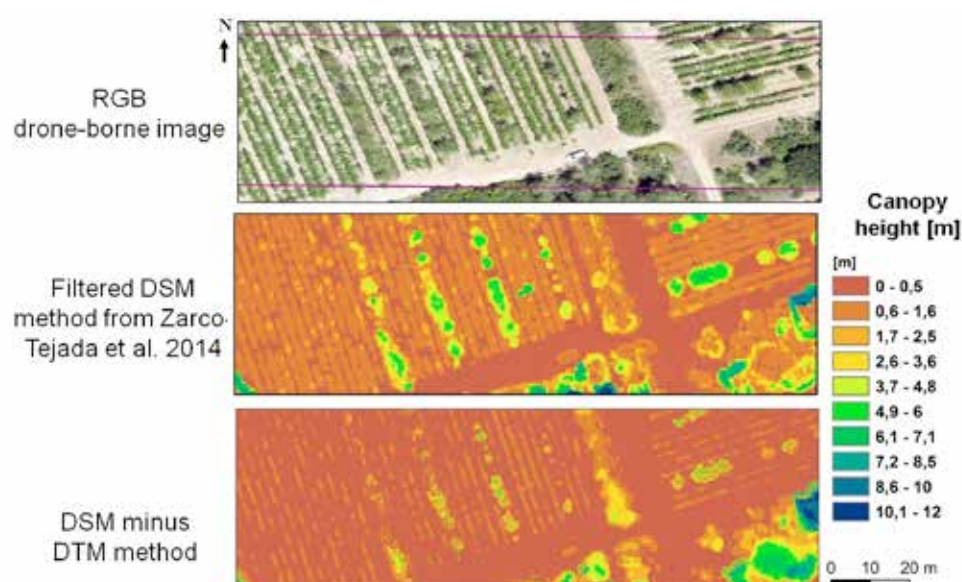 N
RGB
drone-borne image
Filtered DSM
method from Zarco-
Tejada et al. 2014
DSM minus
DTM method
Canopy
height [m]
[m]
0 - 0,5
0,6 - 1,6
1,7 - 2,5
2,6 - 3,6
3,7 - 4,8
4,9 - 6
6,1 - 7,1
7,2 - 8,5
8,6 - 10
10,1 - 12
0 10 20 m